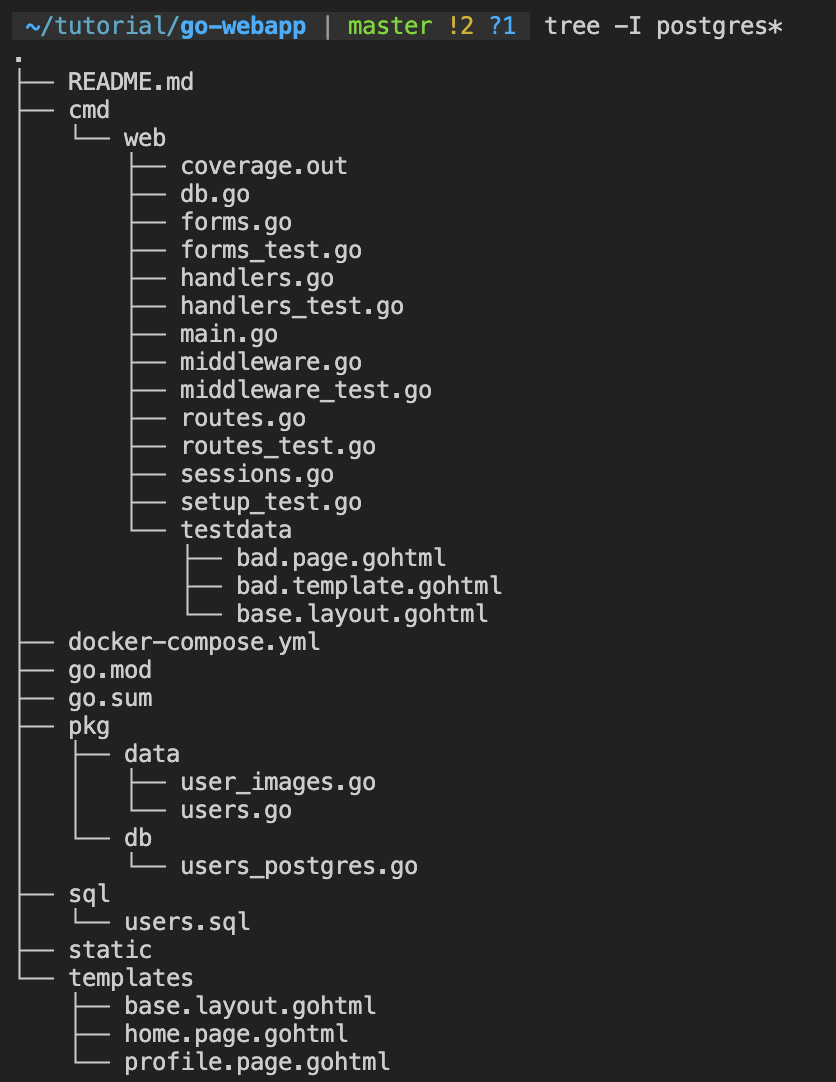 ~/tutorial/go-webapp | master !2 ?1 tree -I postgres*
.
├── README.md
├── cmd
│   └── web
│       ├── coverage.out
│       ├── db.go
│       ├── forms.go
│       ├── forms_test.go
│       ├── handlers.go
│       ├── handlers_test.go
│       ├── main.go
│       ├── middleware.go
│       ├── middleware_test.go
│       ├── routes.go
│       ├── routes_test.go
│       ├── sessions.go
│       ├── setup_test.go
│       └── testdata
│           ├── bad.page.gohtml
│           ├── bad.template.gohtml
│           └── base.layout.gohtml
├── docker-compose.yml
├── go.mod
├── go.sum
├── pkg
│   ├── data
│   │   ├── user_images.go
│   │   └── users.go
│   └── db
│       └── users_postgres.go
├── sql
│   └── users.sql
├── static
└── templates
    ├── base.layout.gohtml
    ├── home.page.gohtml
    └── profile.page.gohtml